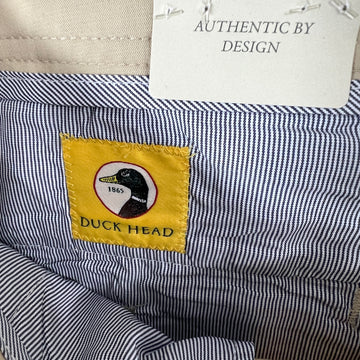 AUTHENTIC BY
DESIGN
1865
DUCK HEAD